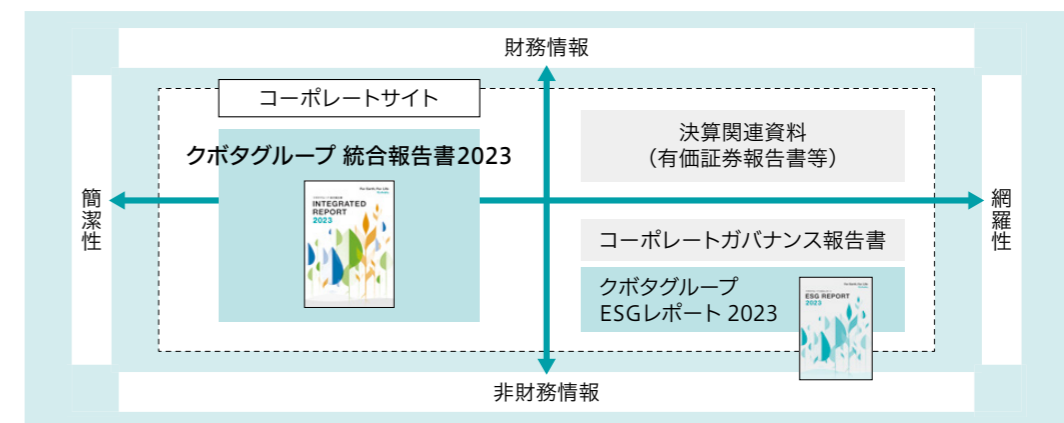 財務情報
コーポレートサイト
クボタグループ 統合報告書2023
INTEGRATED
REPORT
2023
決算関連資料
（有価証券報告書等）
簡潔性
網羅性
コーポレートガバナンス報告書
クボタグループ
ESGレポート 2023
ESG REPORT
2023
非財務情報